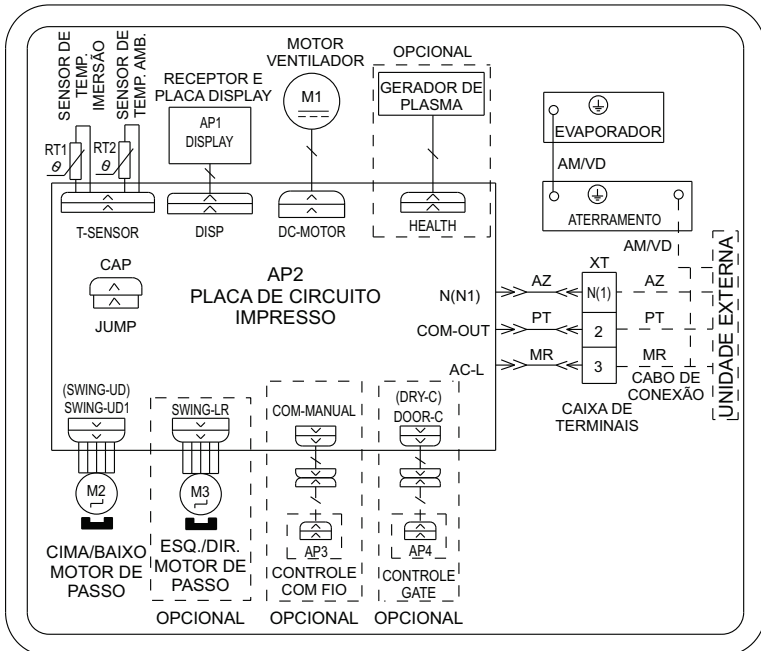 SENSOR DE
TEMP.
IMERSÃO
SENSOR DE
TEMP. AMB.
RECEPTOR E
PLACA DISPLAY
MOTOR
VENTILADOR
OPCIONAL
GERADOR DE
PLASMA
AP1
DISPLAY
M1
RT1
θ
RT2
θ
EVAPORADOR
AM/VD
ATERRAMENTO
AM/VD
T-SENSOR
DISP
DC-MOTOR
HEALTH
CAP
JUMP
AP2
PLACA DE CIRCUITO
IMPRESSO
N(N1)
AZ
XT
N(1)
AZ
COM-OUT
PT
2
PT
AC-L
MR
3
MR
CABO DE
CONEXÃO
CAIXA DE
TERMINAIS
UNIDADE EXTERNA
(SWING-UD)
SWING-UD1
SWING-LR
COM-MANUAL
(DRY-C)
DOOR-C
M2
M3
AP3
AP4
CIMA/BAIXO
MOTOR DE
PASSO
ESQ./DIR.
MOTOR DE
PASSO
CONTROLE
COM FIO
CONTROLE
GATE
OPCIONAL
OPCIONAL
OPCIONAL